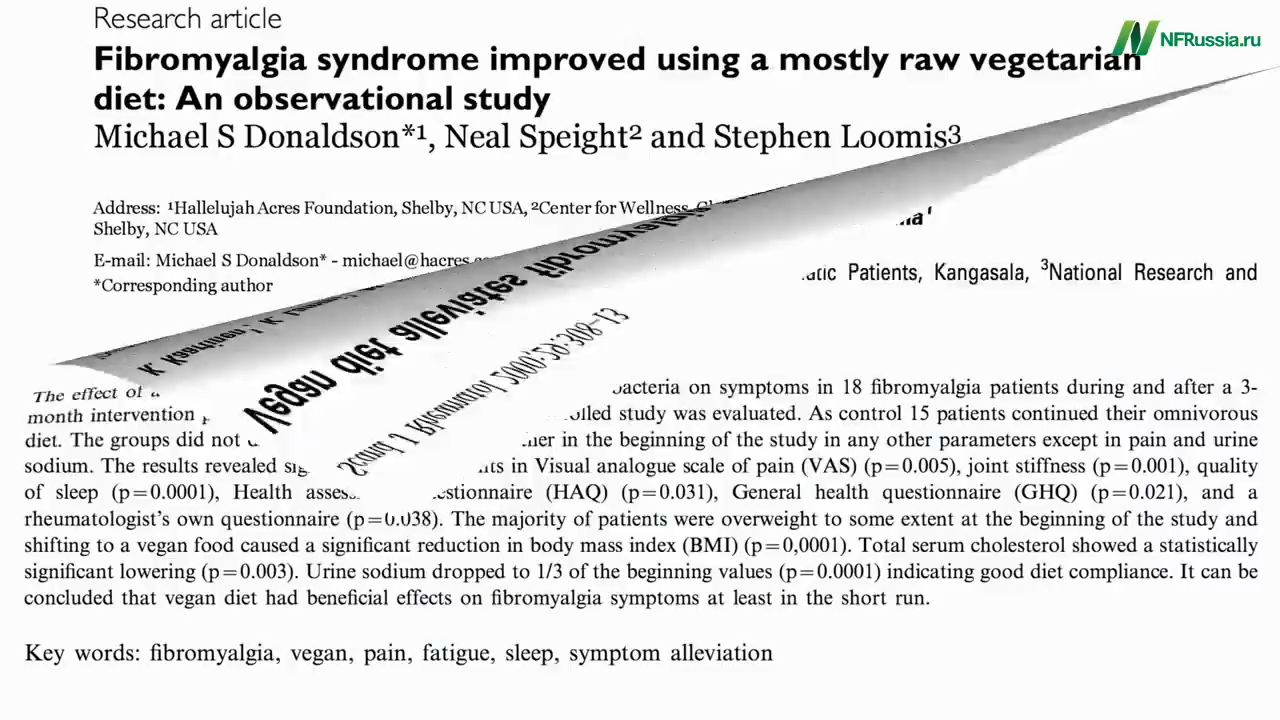 Research article
NFRussia.ru
Fibromyalgia syndrome improved using a mostly raw vegetarian
diet: An observational study
Michael S Donaldson*¹, Neal Speight² and Stephen Loomis³
Address: ¹Hallelujah Acres Foundation, Shelby, NC USA, ²Center for Wellness,
Shelby, NC USA
E-mail: Michael S Donaldson* - michael@hacres
*Corresponding author
Patients, Kangasala, ³National Research and
Vegan diet alleviates fibromyalgia
Scand J Rheumatol 2000;29:308–13
The effect of a bacteria on symptoms in 18 fibromyalgia patients during and after a 3-
month intervention study was evaluated. As control 15 patients continued their omnivorous
diet. The groups did not in the beginning of the study in any other parameters except in pain and urine
sodium. The results revealed in Visual analogue scale of pain (VAS) (p=0.005), joint stiffness (p=0.001), quality
of sleep (p=0.0001), Health questionnaire (HAQ) (p=0.031), General health questionnaire (GHQ) (p=0.021), and a
rheumatologist's own questionnaire (p=0.038). The majority of patients were overweight to some extent at the beginning of the study and
shifting to a vegan food caused a significant reduction in body mass index (BMI) (p=0,0001). Total serum cholesterol showed a statistically
significant lowering (p=0.003). Urine sodium dropped to 1/3 of the beginning values (p=0.0001) indicating good diet compliance. It can be
concluded that vegan diet had beneficial effects on fibromyalgia symptoms at least in the short run.
Key words: fibromyalgia, vegan, pain, fatigue, sleep, symptom alleviation